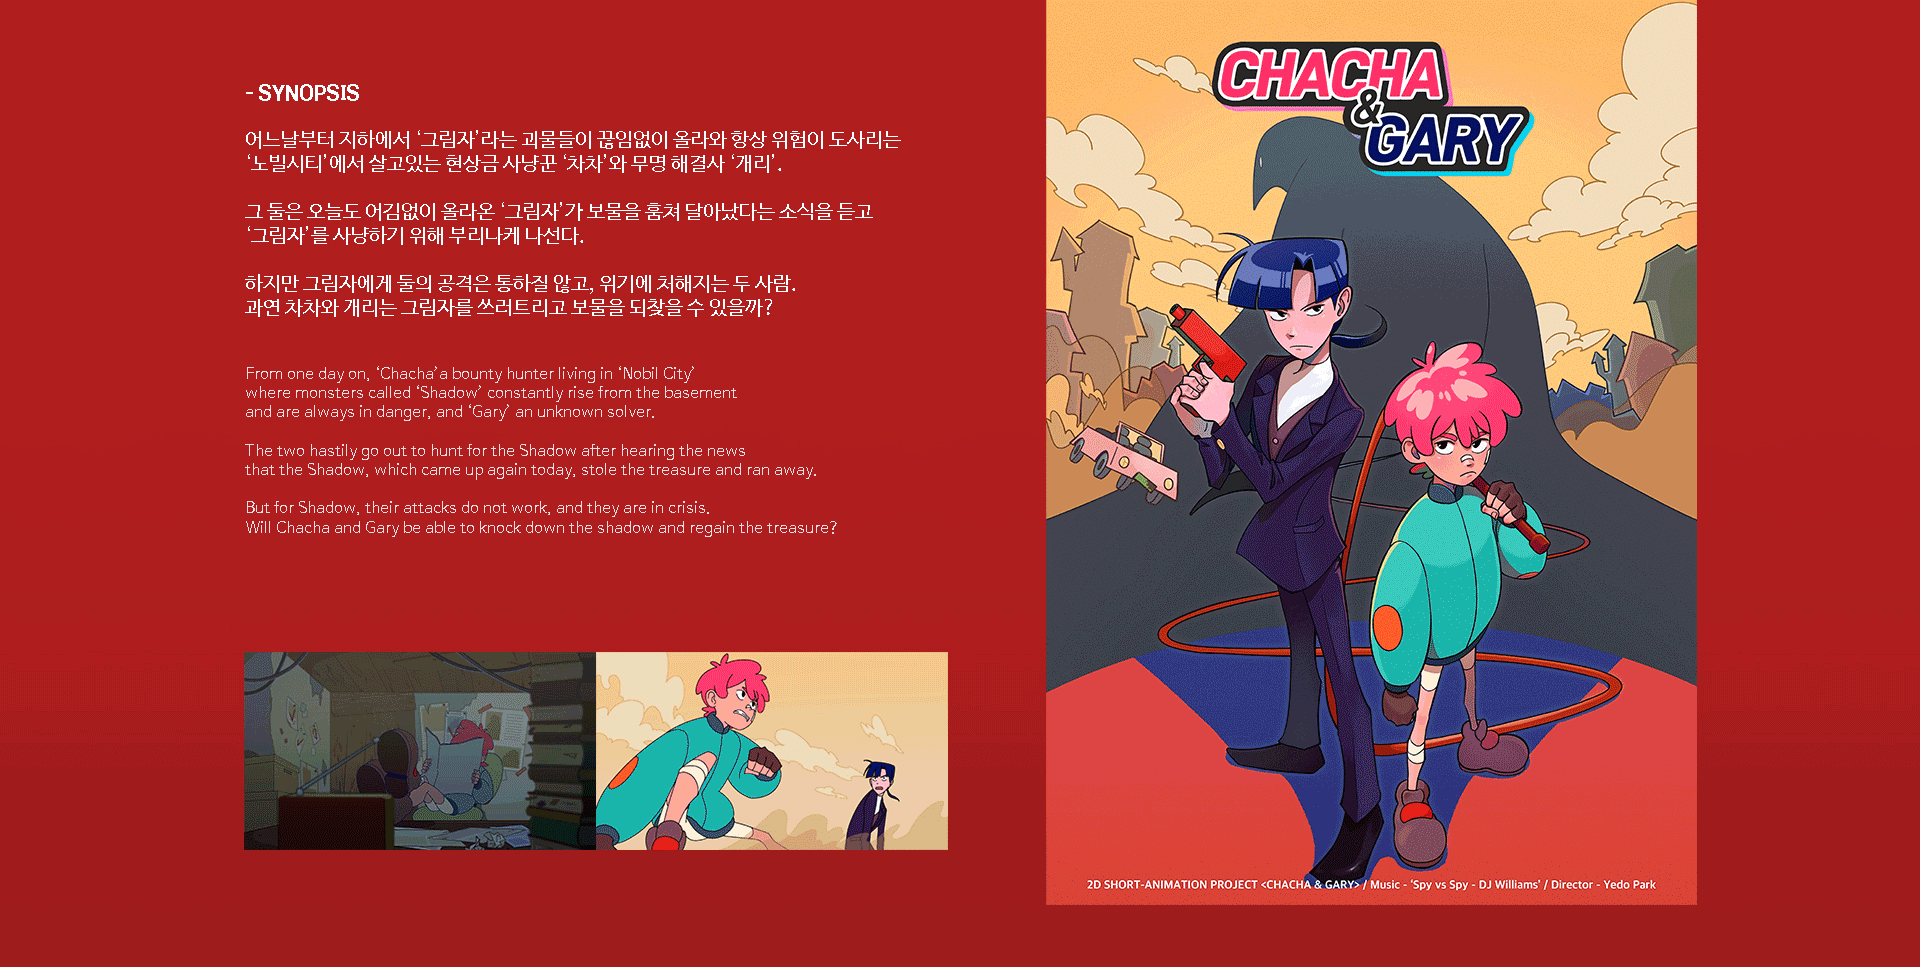 - SYNOPSIS
어느날부터 지하에서 ‘그림자’라는 괴물들이 끊임없이 올라와 항상 위험이 도사리는
‘노빌시티’에서 살고있는 현상금 사냥꾼 ‘차차’와 무명 해결사 ‘개리’.
그 둘은 오늘도 어김없이 올라온 ‘그림자’가 보물을 훔쳐 달아났다는 소식을 듣고
‘그림자’를 사냥하기 위해 부리나케 나선다.
하지만 그림자에게 둘의 공격은 통하질 않고, 위기에 처해지는 두 사람.
과연 차차와 개리는 그림자를 쓰러트리고 보물을 되찾을 수 있을까?
From one day on, ‘Chacha’a bounty hunter living in ‘Nobil City’
where monsters called ‘Shadow’ constantly rise from the basement
and are always in danger, and ‘Gary’ an unknown solver.
The two hastily go out to hunt for the Shadow after hearing the news
that the Shadow, which came up again today, stole the treasure and ran away.
But for Shadow, their attacks do not work, and they are in crisis.
Will Chacha and Gary be able to knock down the shadow and regain the treasure?
CHACHA
&
GARY
2D SHORT-ANIMATION PROJECT <CHACHA & GARY> / Music - ‘Spy vs Spy - DJ Williams’ / Director - Yedo Park